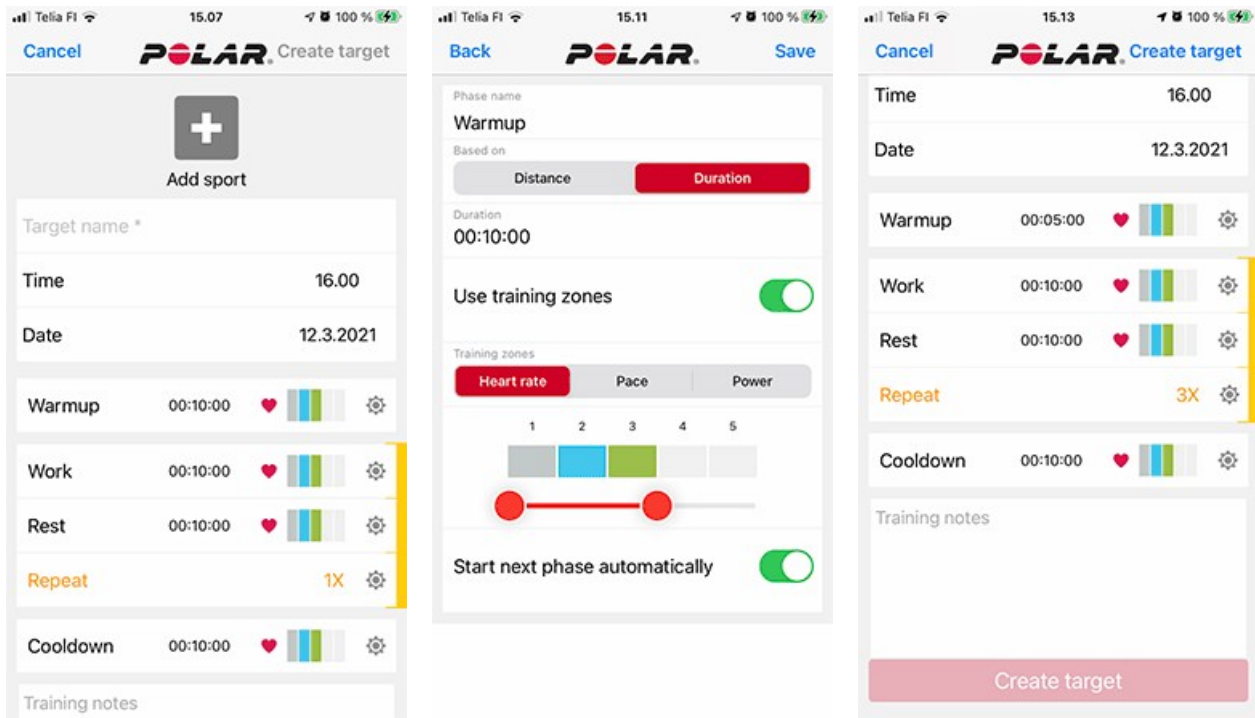 Telia FI 15.07 100 %
Cancel POLAR. Create target
Add sport
Target name *
Time 16.00
Date 12.3.2021
Warmup 00:10:00
Work 00:10:00
Rest 00:10:00
Repeat 1X
Cooldown 00:10:00
Training notes
Telia FI 15.11 100 %
Back POLAR. Save
Phase name
Warmup
Based on
Distance Duration
Duration
00:10:00
Use training zones
Training zones
Heart rate Pace Power
1 2 3 4 5
Start next phase automatically
Telia FI 15.13 100 %
Cancel POLAR. Create target
Time 16.00
Date 12.3.2021
Warmup 00:05:00
Work 00:10:00
Rest 00:10:00
Repeat 3X
Cooldown 00:10:00
Training notes
Create target